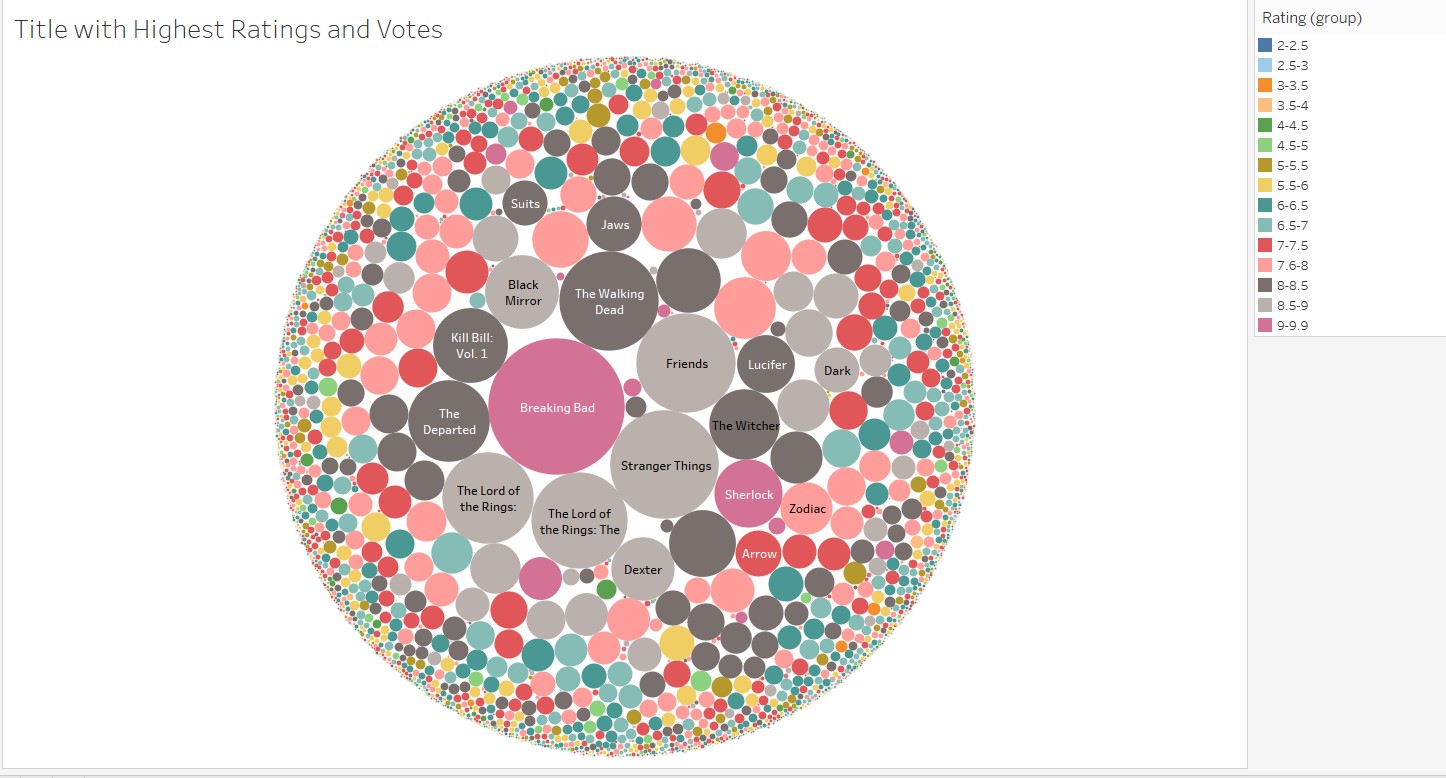 Title with Highest Ratings and Votes
Rating (group)
2-2.5
2.5-3
3-3.5
3.5-4
4-4.5
4.5-5
5-5.5
5.5-6
6-6.5
6.5-7
7-7.5
7.6-8
8-8.5
8.5-9
9-9.9
Suits
Jaws
Black
Mirror
The Walking
Dead
Kill Bill:
Vol. 1
Friends
Lucifer
Dark
Breaking Bad
The
Departed
The Witcher
Stranger Things
Sherlock
The Lord of
the Rings:
The Lord of
the Rings: The
Zodiac
Arrow
Dexter